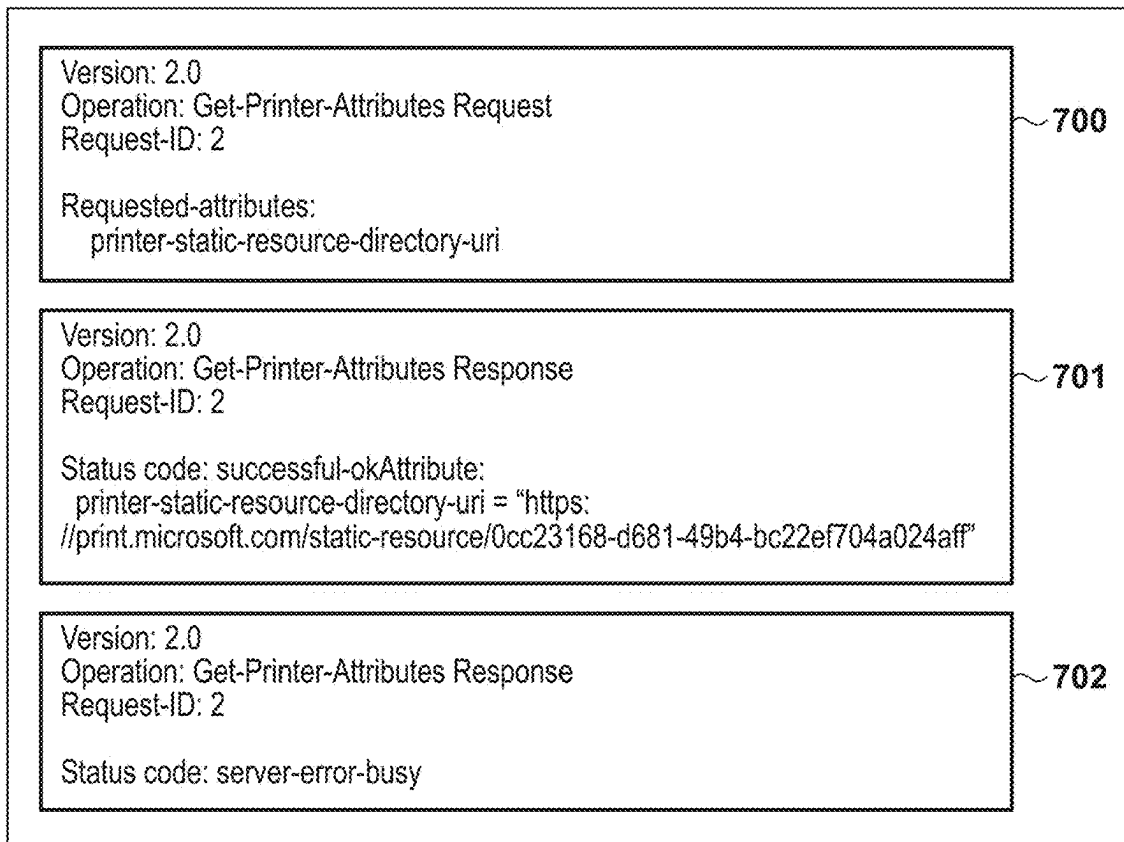 Version: 2.0
Operation: Get-Printer-Attributes Request
Request-ID: 2
Requested-attributes:
printer-static-resource-directory-uri
700
Version: 2.0
Operation: Get-Printer-Attributes Response
Request-ID: 2
Status code: successful-okAttribute:
printer-static-resource-directory-uri = “https:
//print.microsoft.com/static-resource/0cc23168-d681-49b4-bc22ef704a024aff”
701
Version: 2.0
Operation: Get-Printer-Attributes Response
Request-ID: 2
Status code: server-error-busy
702